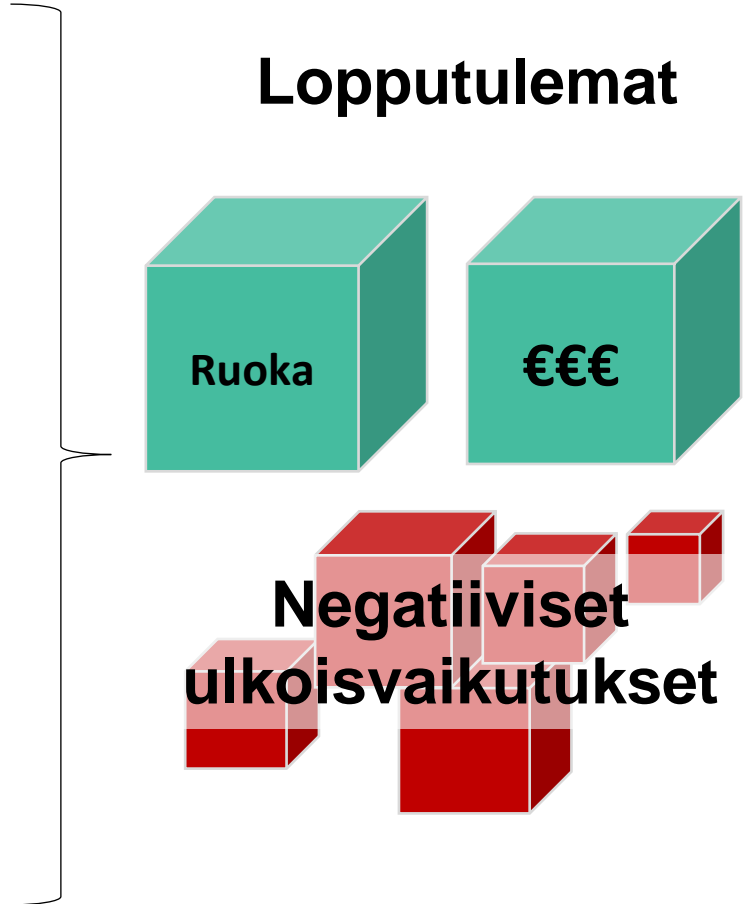 Lopputulemat
Ruoka
€€€
Negatiiviset
ulkoisvaikutukset